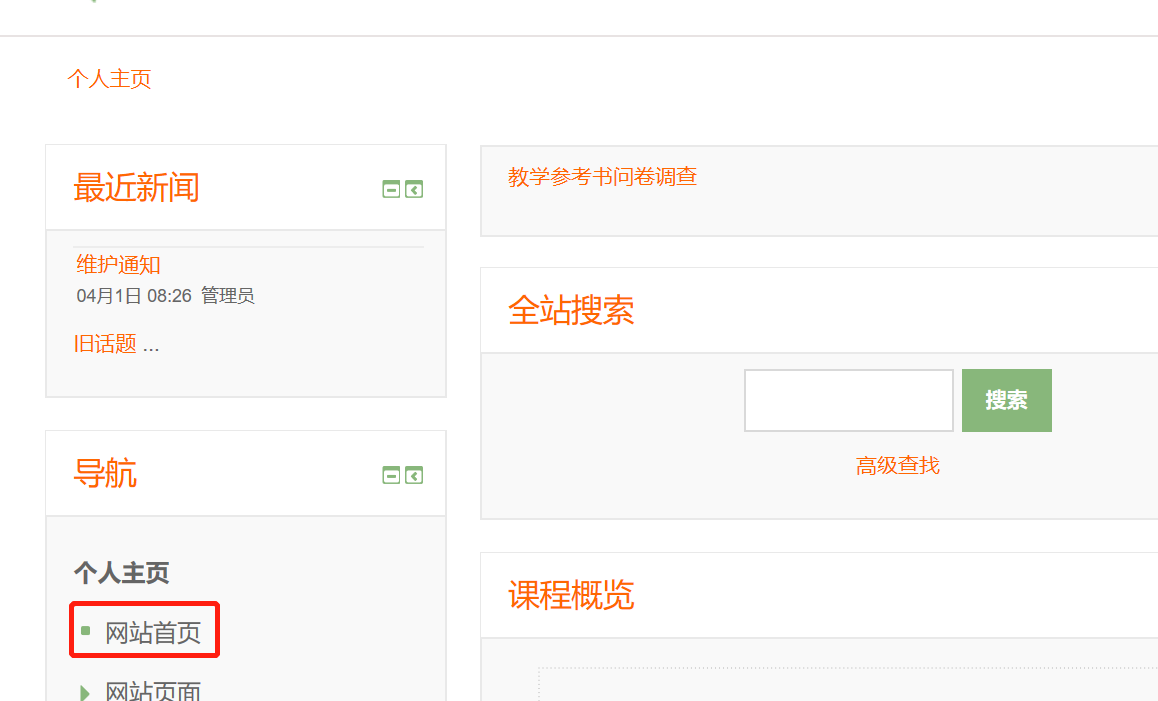 个人主页
最近新闻
维护通知
04月1日 08:26 管理员
旧话题 ...
导航
个人主页
网站首页
网站页面
教学参考书问卷调查
全站搜索
搜索
高级查找
课程概览